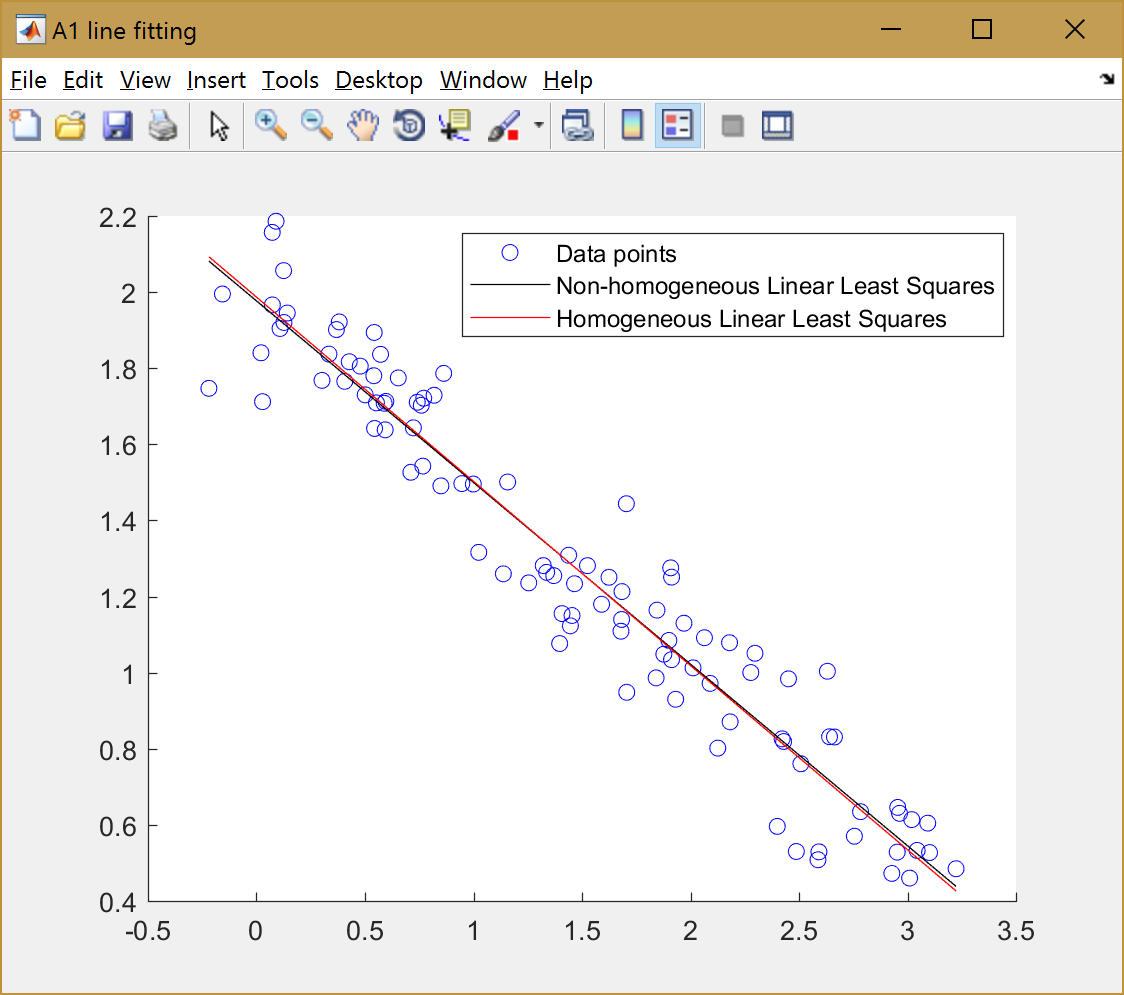 A1 line fitting
File Edit View Insert Tools Desktop Window Help
2.2
2
1.8
1.6
1.4
1.2
1
0.8
0.6
0.4
Data points
Non-homogeneous Linear Least Squares
Homogeneous Linear Least Squares
-0.5 0 0.5 1 1.5 2 2.5 3 3.5